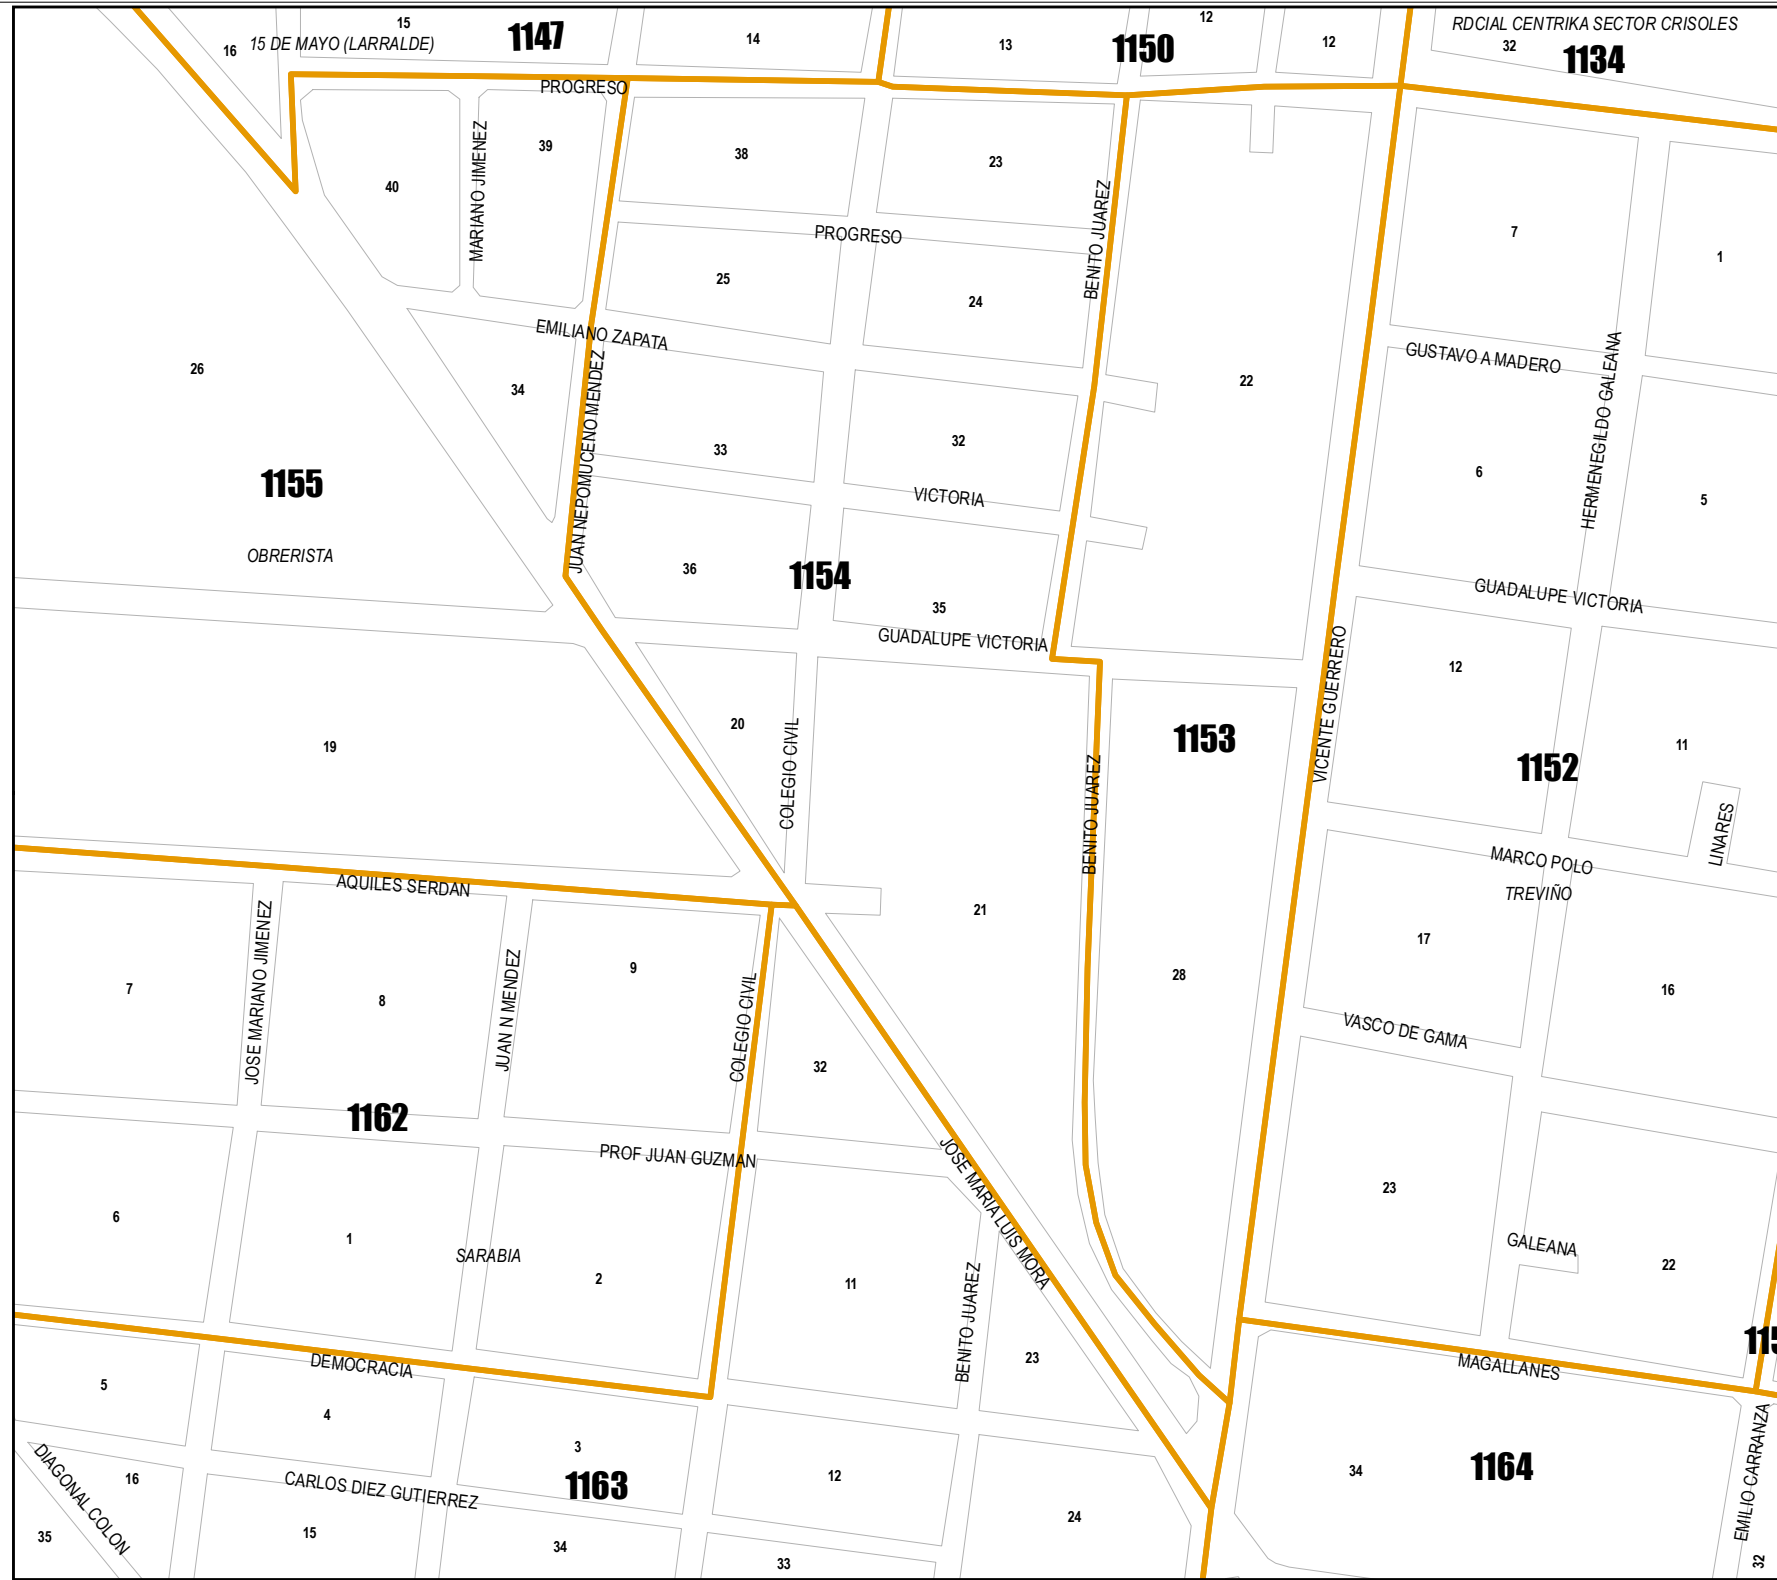 15
12
RDCIAL CENTRIKA SECTOR CRISOLES
1147
14
13
1150
12
32
16
15 DE MAYO (LARRALDE)
1134
PROGRESO
MARIANO JIMENEZ
39
38
23
40
BENITO JUAREZ
7
1
PROGRESO
25
24
EMILIANO ZAPATA
GUSTAVO A MADERO
HERMENEGILDO GALEANA
26
34
JUAN NEPOMUCENO MENDEZ
22
33
32
6
5
1155
VICTORIA
OBRERISTA
36
1154
35
GUADALUPE VICTORIA
GUADALUPE VICTORIA
VICENTE GUERRERO
12
20
COLEGIO CIVIL
1153
19
11
1152
BENITO JUAREZ
LINARES
MARCO POLO
AQUILES SERDAN
TREVIÑO
21
17
JOSE MARIANO JIMENEZ
JUAN N MENDEZ
9
COLEGIO CIVIL
28
7
8
16
VASCO DE GAMA
32
1162
PROF JUAN GUZMAN
JOSE MARIA LUIS MORA
23
6
1
SARABIA
2
11
BENITO JUAREZ
GALEANA
22
115
23
DEMOCRACIA
MAGALLANES
5
4
3
EMILIO CARRANZA
DIAGONAL COLON
16
CARLOS DIEZ GUTIERREZ
1163
12
34
1164
24
35
15
34
33
32